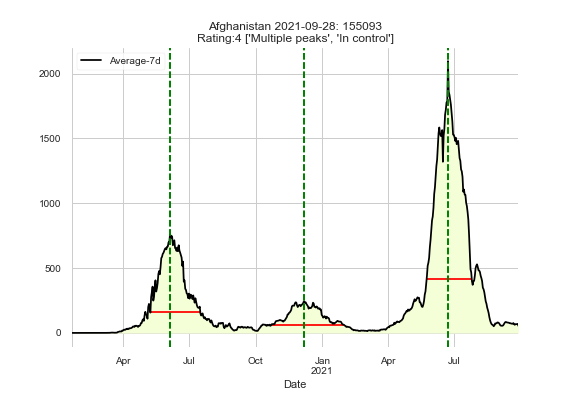 Afghanistan 2021-09-28: 155093
Rating:4 ['Multiple peaks', 'In control']
Average-7d
2000
1500
1000
500
0
Apr Jul Oct Jan Apr Jul
2021
Date